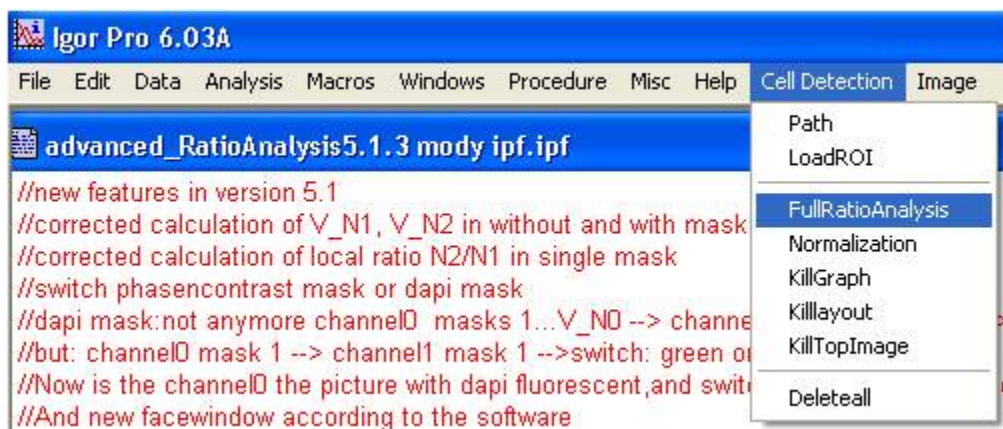 Igor Pro 6.03A
File Edit Data Analysis Macros Windows Procedure Misc Help Cell Detection Image
advanced_RatioAnalysis5.1.3 mody ipf.ipf
//new features in version 5.1
//corrected calculation of V_N1, V_N2 in without and with mask
//corrected calculation of local ratio N2/N1 in single mask
//switch phasencontrast mask or dapi mask
//dapi mask:not anymore channel0 masks 1...V_N0 --> channe
//but: channel0 mask 1 --> channel1 mask 1 -->switch: green or
//Now is the channel0 the picture with dapi fluorescent,and swit
//And new facewindow according to the software
Path
LoadROI
FullRatioAnalysis
Normalization
KillGraph
Killlayout
KillTopImage
Deleteall